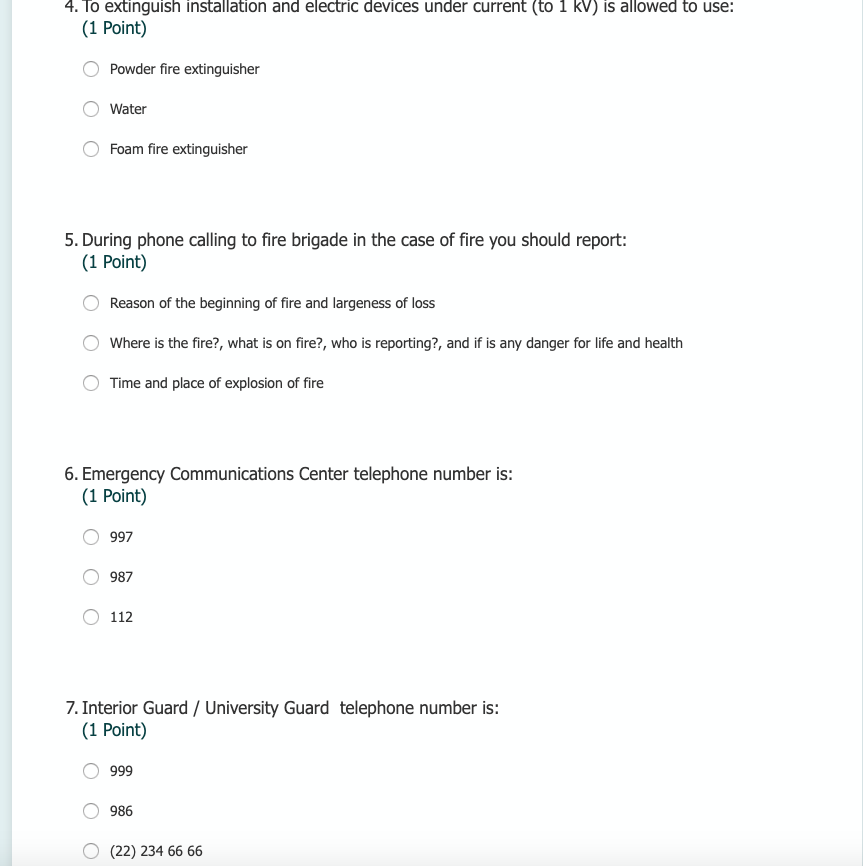 4. To extinguish installation and electric devices under current (to 1 kV) is allowed to use:
(1 Point)
Powder fire extinguisher
Water
Foam fire extinguisher
5. During phone calling to fire brigade in the case of fire you should report:
(1 Point)
Reason of the beginning of fire and largeness of loss
Where is the fire?, what is on fire?, who is reporting?, and if is any danger for life and health
Time and place of explosion of fire
6. Emergency Communications Center telephone number is:
(1 Point)
997
987
112
7. Interior Guard / University Guard  telephone number is:
(1 Point)
999
986
(22) 234 66 66